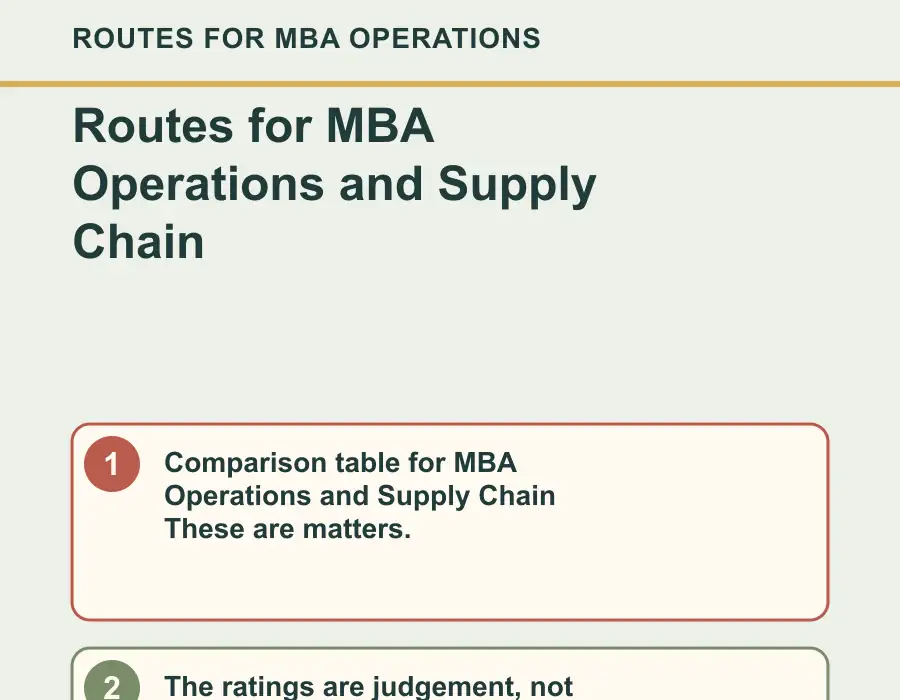 ROUTES FOR MBA OPERATIONS
Routes for MBA
Operations and Supply
Chain
1
Comparison table for MBA
Operations and Supply Chain
These are matters.
2
The ratings are judgement, not